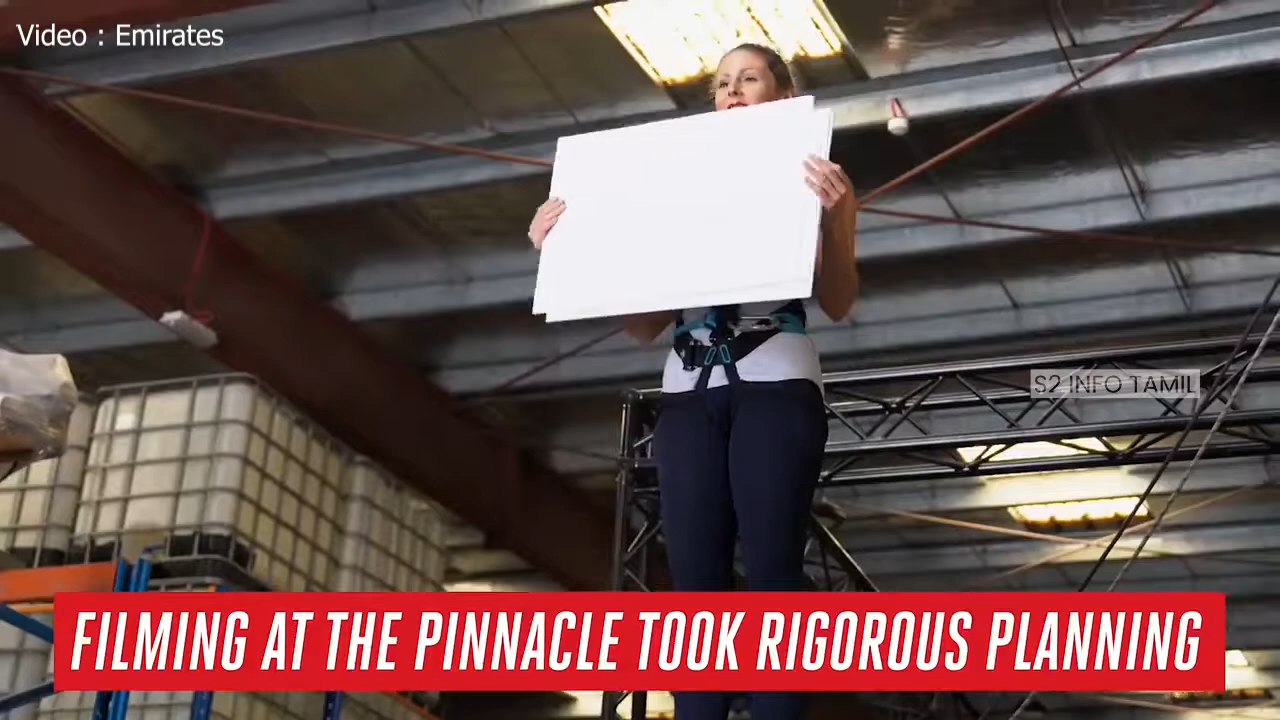 Video : Emirates
S2 INFO TAMIL
FILMING AT THE PINNACLE TOOK RIGOROUS PLANNING